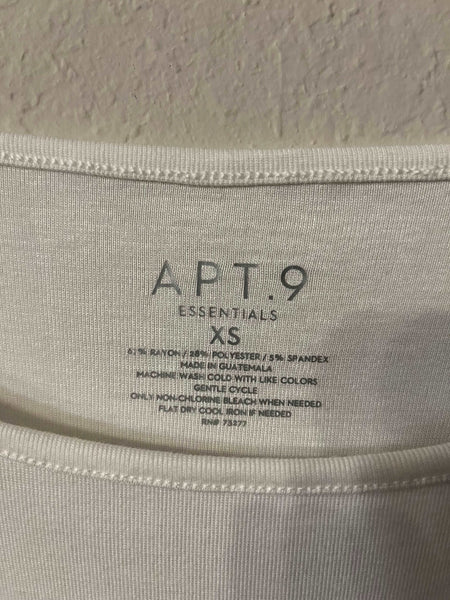 APT.9
ESSENTIALS
XS
67% RAYON / 28% POLYESTER / 5% SPANDEX
MADE IN GUATEMALA
MACHINE WASH COLD WITH LIKE COLORS
GENTLE CYCLE
ONLY NON-CHLORINE BLEACH WHEN NEEDED
FLAT DRY COOL IRON IF NEEDED
RN# 73277